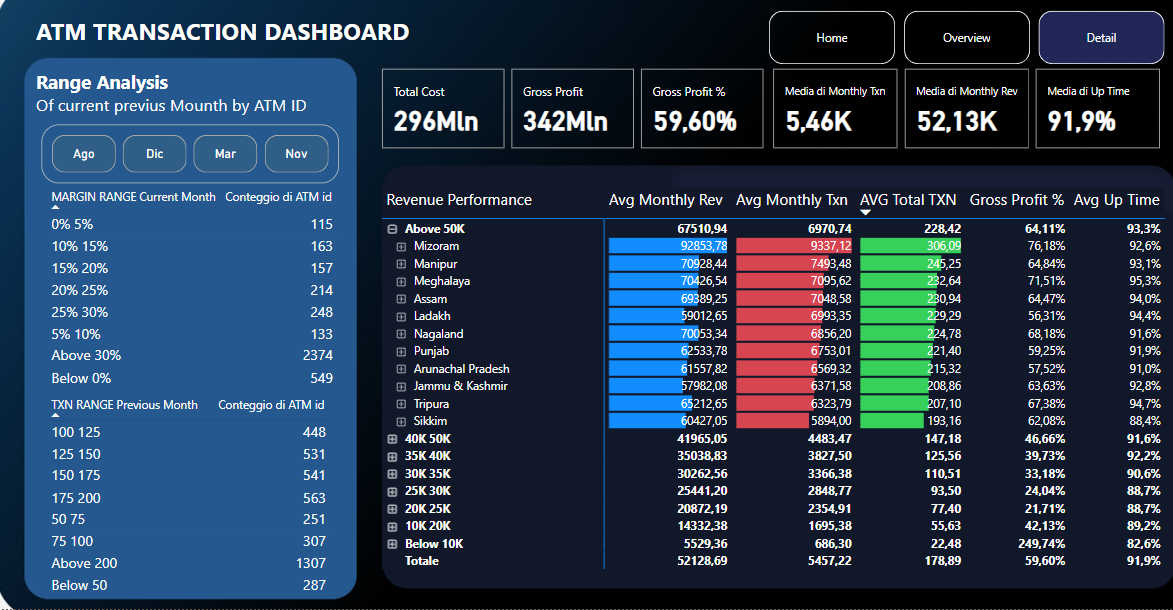 ATM TRANSACTION DASHBOARD
Home
Overview
Detail
Range Analysis
Of current previus Mounth by ATM ID
Ago
Dic
Mar
Nov
MARGIN RANGE Current Month Conteggio di ATM id
0% 5% 115
10% 15% 163
15% 20% 157
20% 25% 214
25% 30% 248
5% 10% 133
Above 30% 2374
Below 0% 549
TXN RANGE Previous Month Conteggio di ATM id
100 125 448
125 150 531
150 175 541
175 200 563
50 75 251
75 100 307
Above 200 1307
Below 50 287
Total Cost
296Mln
Gross Profit
342Mln
Gross Profit %
59,60%
Media di Monthly Txn
5,46K
Media di Monthly Rev
52,13K
Media di Up Time
91,9%
Revenue Performance Avg Monthly Rev Avg Monthly Txn AVG Total TXN Gross Profit % Avg Up Time
Above 50K 67510,94 6970,74 228,42 64,11% 93,3%
Mizoram 92853,78 9337,12 306,09 76,18% 92,6%
Manipur 70928,44 7493,48 245,25 64,84% 93,1%
Meghalaya 70426,54 7095,62 232,64 71,51% 95,3%
Assam 69389,25 7048,58 230,94 64,47% 94,0%
Ladakh 59012,65 6993,35 229,29 56,31% 94,4%
Nagaland 70053,34 6856,20 224,78 68,18% 91,6%
Punjab 62533,78 6753,01 221,40 59,25% 91,9%
Arunachal Pradesh 61557,82 6569,32 215,32 57,52% 91,0%
Jammu & Kashmir 57982,08 6371,58 208,86 63,63% 92,8%
Tripura 65212,65 6323,79 207,10 67,38% 94,7%
Sikkim 60427,05 5894,00 193,16 62,08% 88,4%
40K 50K 41965,05 4483,47 147,18 46,66% 91,6%
35K 40K 35038,83 3827,50 125,56 39,73% 92,2%
30K 35K 30262,56 3366,38 110,51 33,18% 90,6%
25K 30K 25441,20 2848,77 93,50 24,04% 88,7%
20K 25K 20872,19 2354,91 77,40 21,71% 88,7%
10K 20K 14332,38 1695,38 55,63 42,13% 89,2%
Below 10K 5529,36 686,30 22,48 249,74% 82,6%
Totale 52128,69 5457,22 178,89 59,60% 91,9%